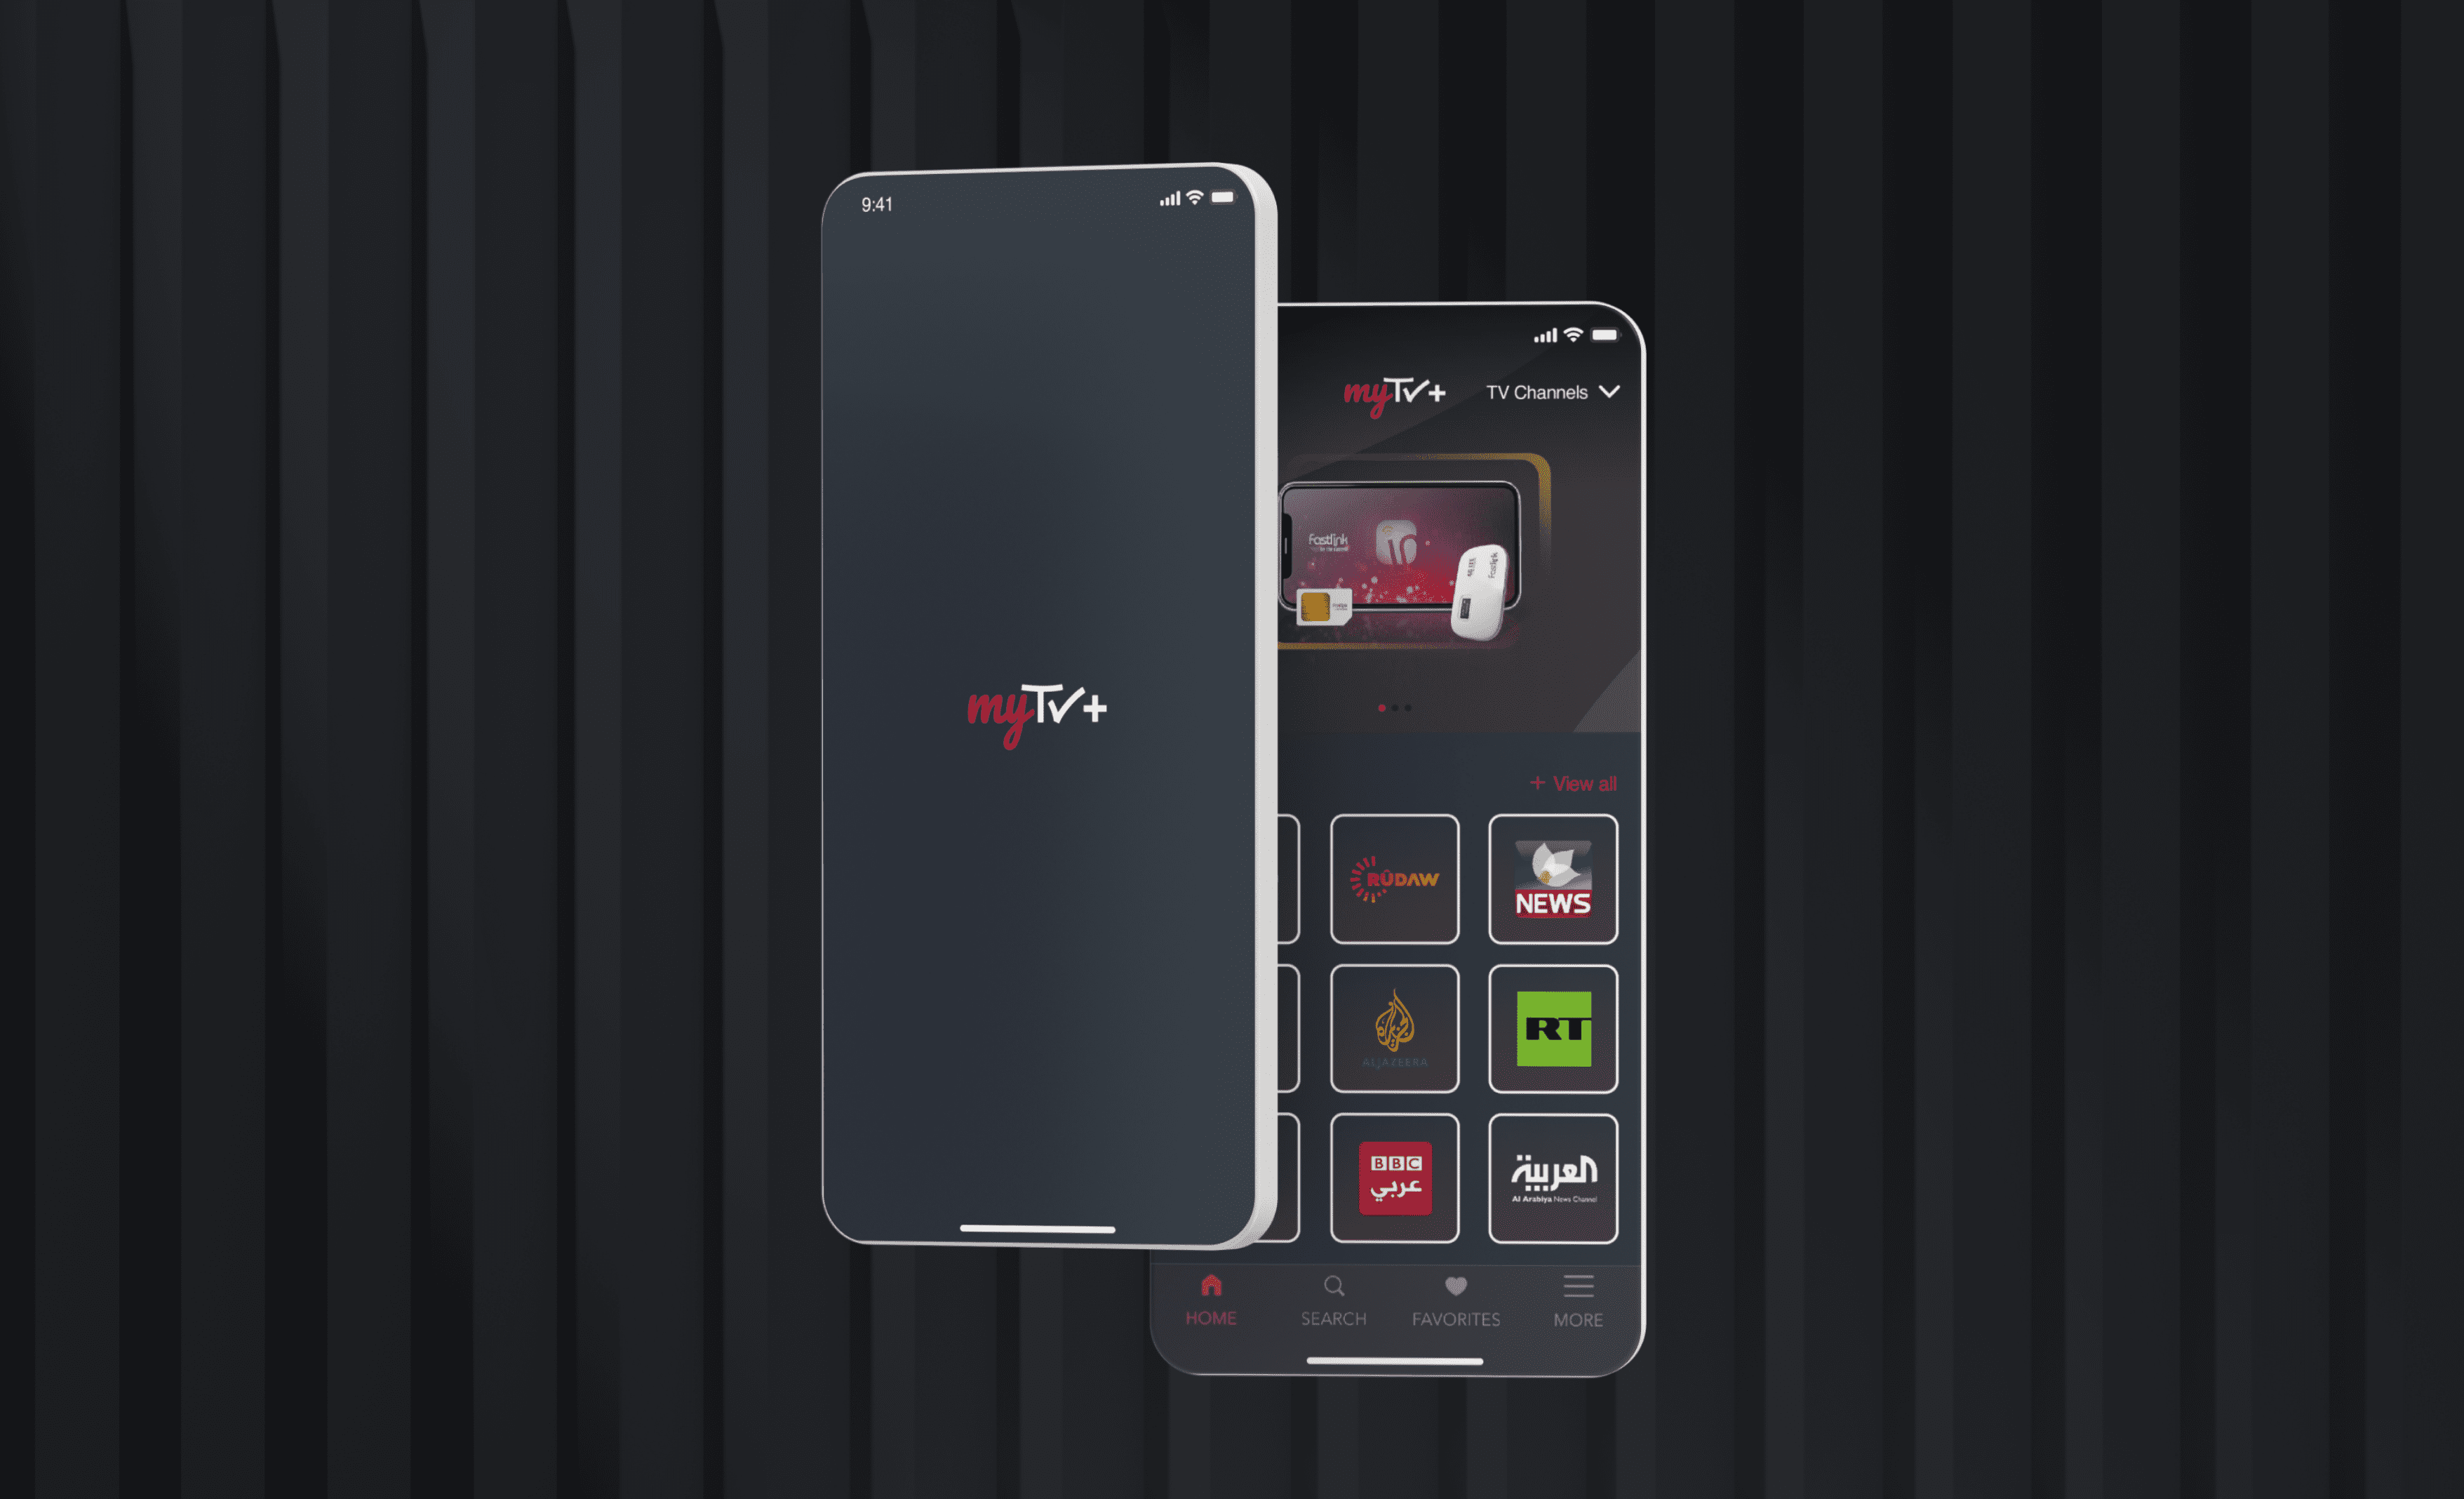 9:41
myTV+
myTV+
TV Channels
Fastlink
Fastlink
+ View all
RÛDAW
NEWS
ALJAZEERA
RT
BBC
عربي
العربية
Al Arabiya News Channel
HOME
SEARCH
FAVORITES
MORE